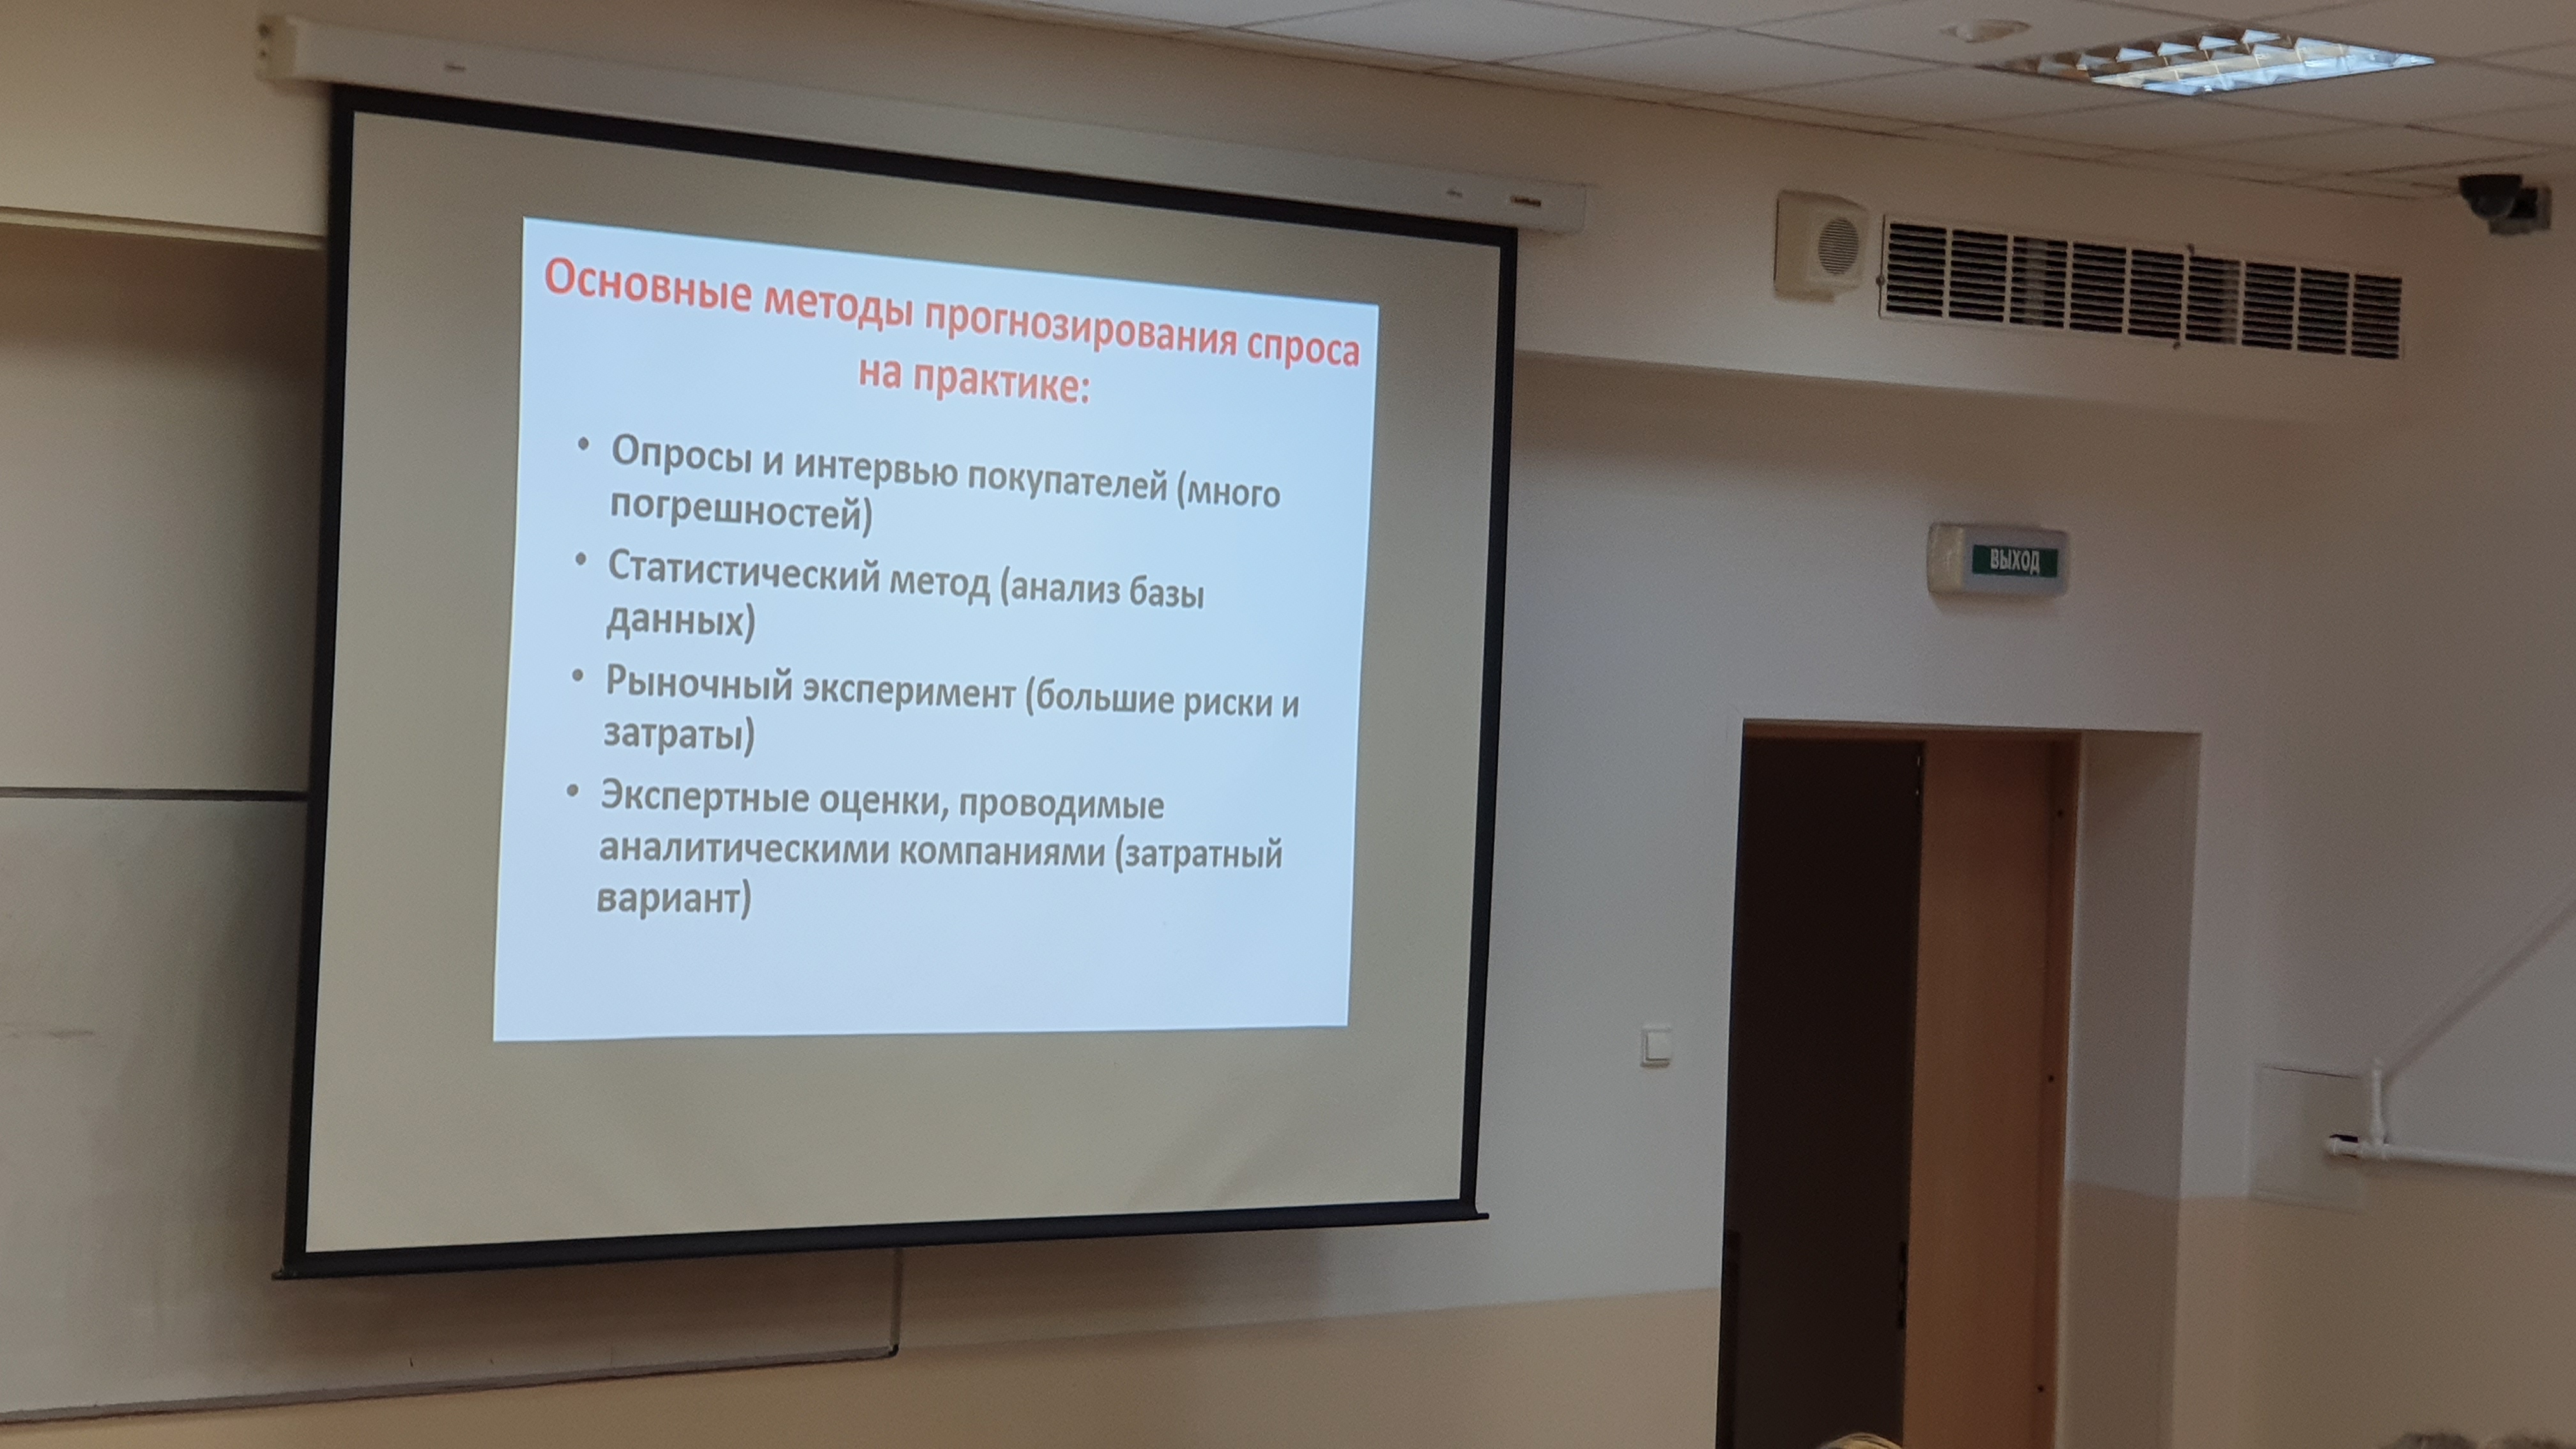 Основные методы прогнозирования спроса
на практике:
• Опросы и интервью покупателей (много
погрешностей)
• Статистический метод (анализ базы
данных)
• Рыночный эксперимент (большие риски и
затраты)
• Экспертные оценки, проводимые
аналитическими компаниями (затратный
вариант)
ВЫХОД